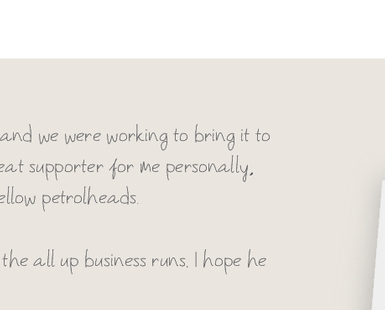 and we were working to bring it to
eat supporter for me personally,
ellow petrolheads.
the all up business runs. I hope he